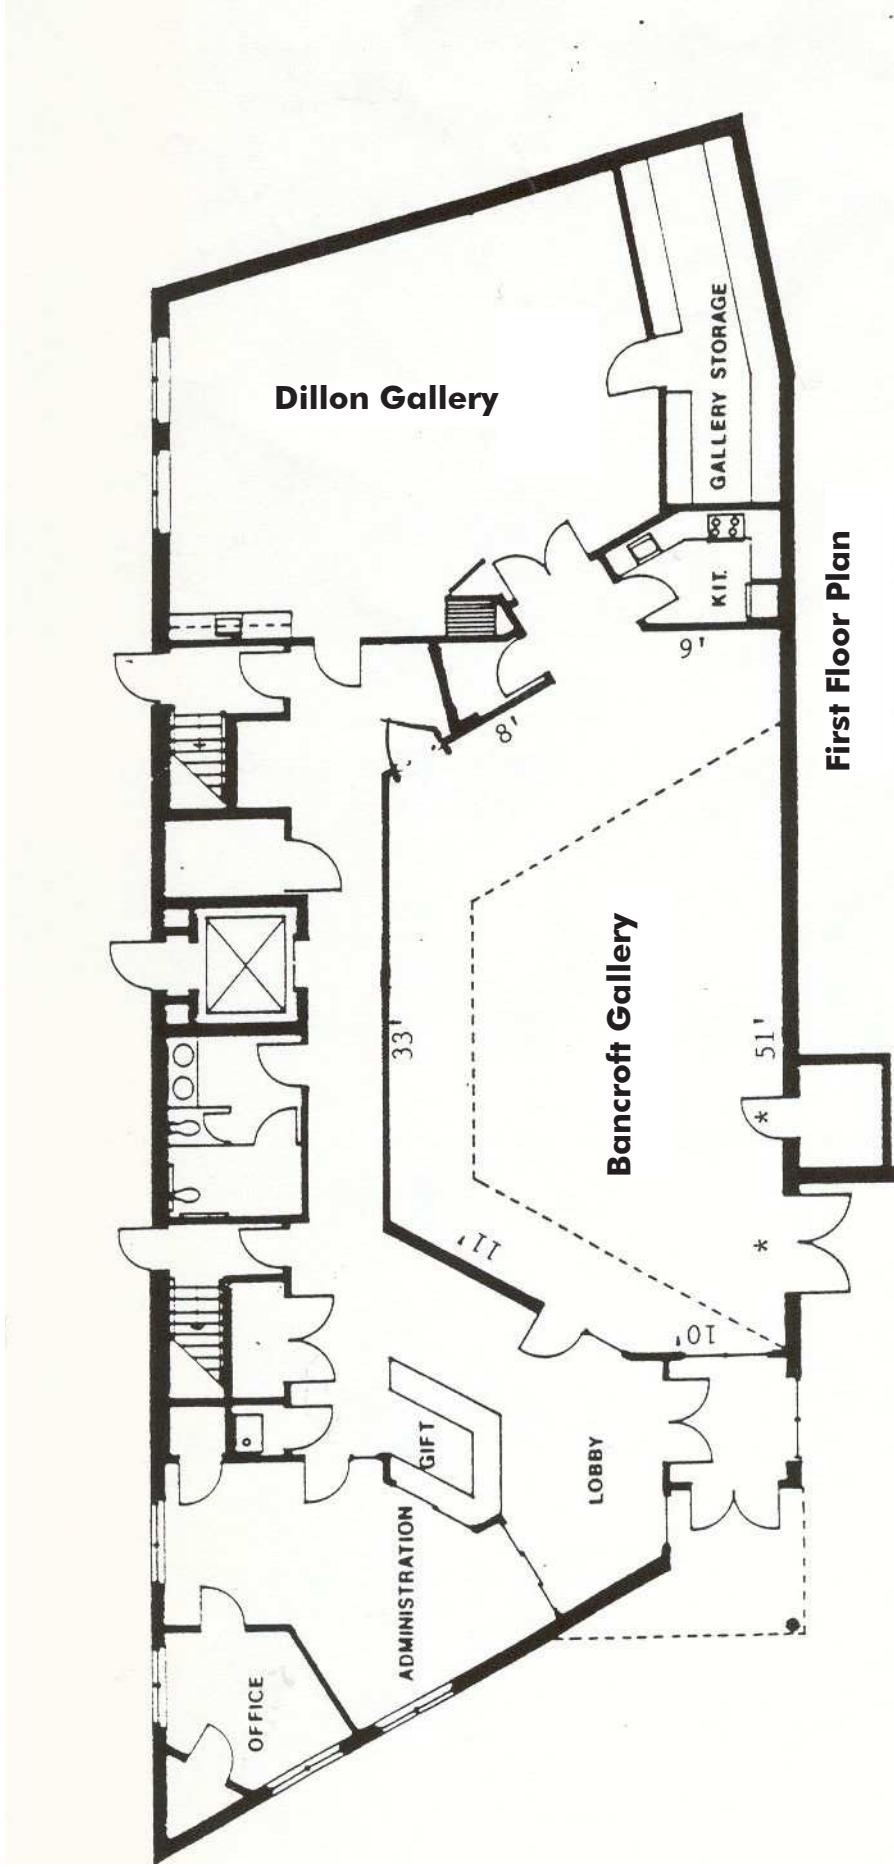 Dillon Gallery
GALLERY STORAGE
KIT.
9'
8'
First Floor Plan
33'
Bancroft Gallery
51'
*
*
11'
10'
GIFT
LOBBY
ADMINISTRATION
OFFICE